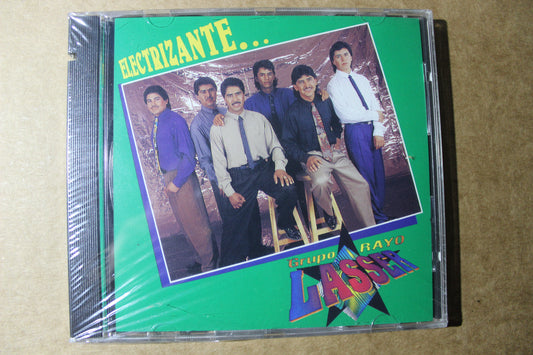 ELECTRIZANTE...
Grupo RAYO
LASSER